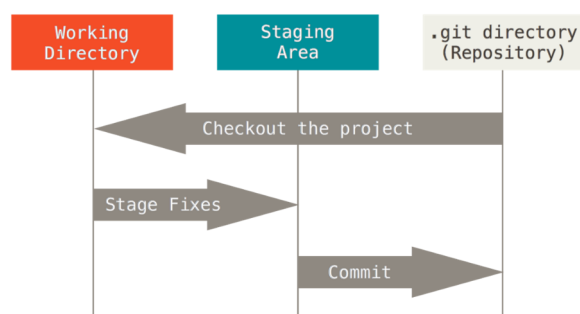 Working
Directory
Staging
Area
.git directory
(Repository)
Checkout the project
Stage Fixes
Commit